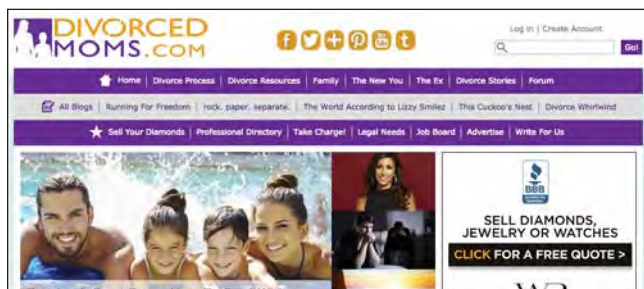 DIVORCED
MOMS.COM
Log in | Create Account
Go!
Home | Divorce Process | Divorce Resources | Family | The New You | The Ex | Divorce Stories | Forum
All Blogs | Running For Freedom | rock. paper. separate. | The World According to Lizzy Smilez | This Cuckoo's Nest | Divorce Whirlwind
Sell Your Diamonds | Professional Directory | Take Charge! | Legal Needs | Job Board | Advertise | Write For Us
BBB
SELL DIAMONDS,
JEWELRY OR WATCHES
CLICK FOR A FREE QUOTE >